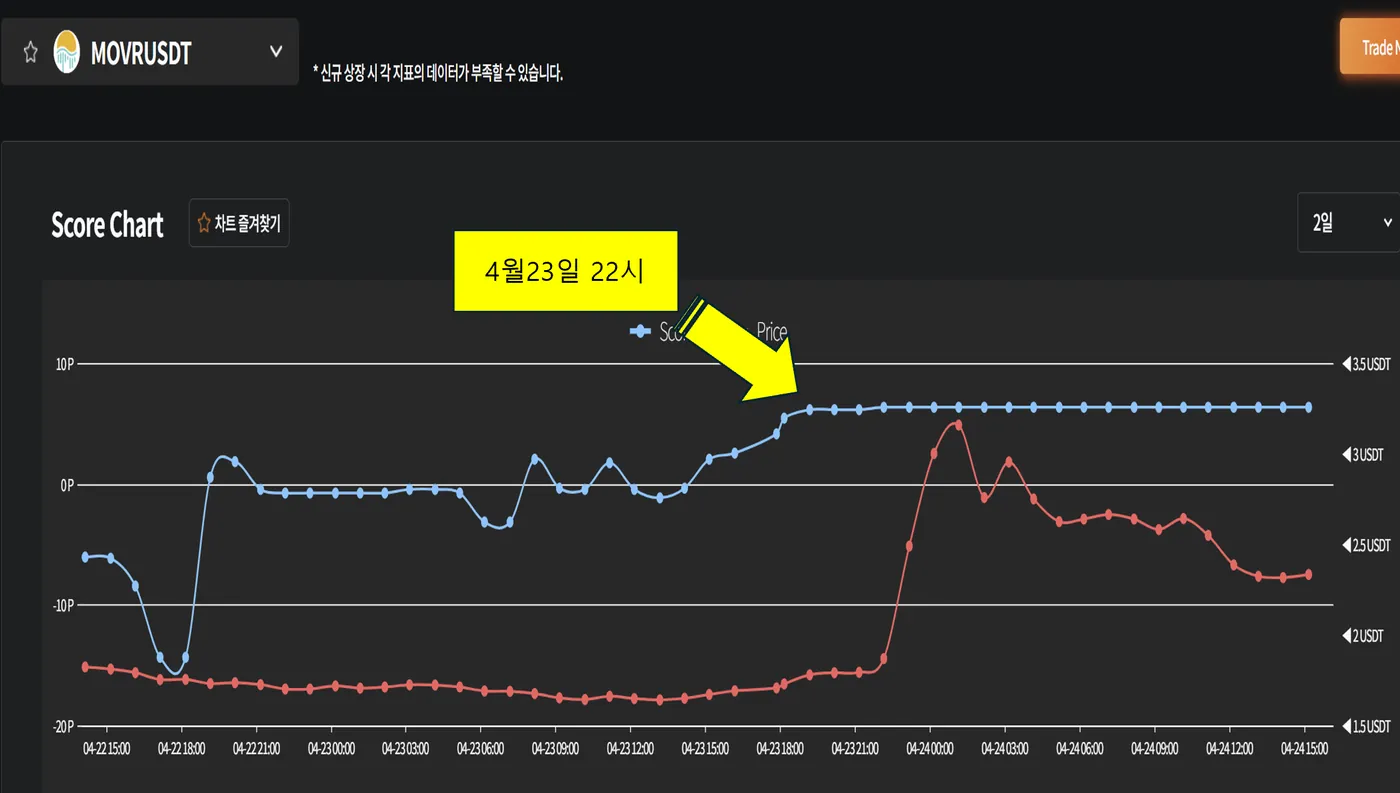 MOVRUSDT
* 신규 상장 시 각 지표의 데이터가 부족할 수 있습니다.
Trade
Score Chart
차트 즐겨찾기
2일
4월23일 22시
Price
10P
0P
-10P
-20P
3.5 USDT
3 USDT
2.5 USDT
2 USDT
1.5 USDT
04-22 15:00 04-22 18:00 04-22 21:00 04-23 00:00 04-23 03:00 04-23 06:00 04-23 09:00 04-23 12:00 04-23 15:00 04-23 18:00 04-23 21:00 04-24 00:00 04-24 03:00 04-24 06:00 04-24 09:00 04-24 12:00 04-24 15:00